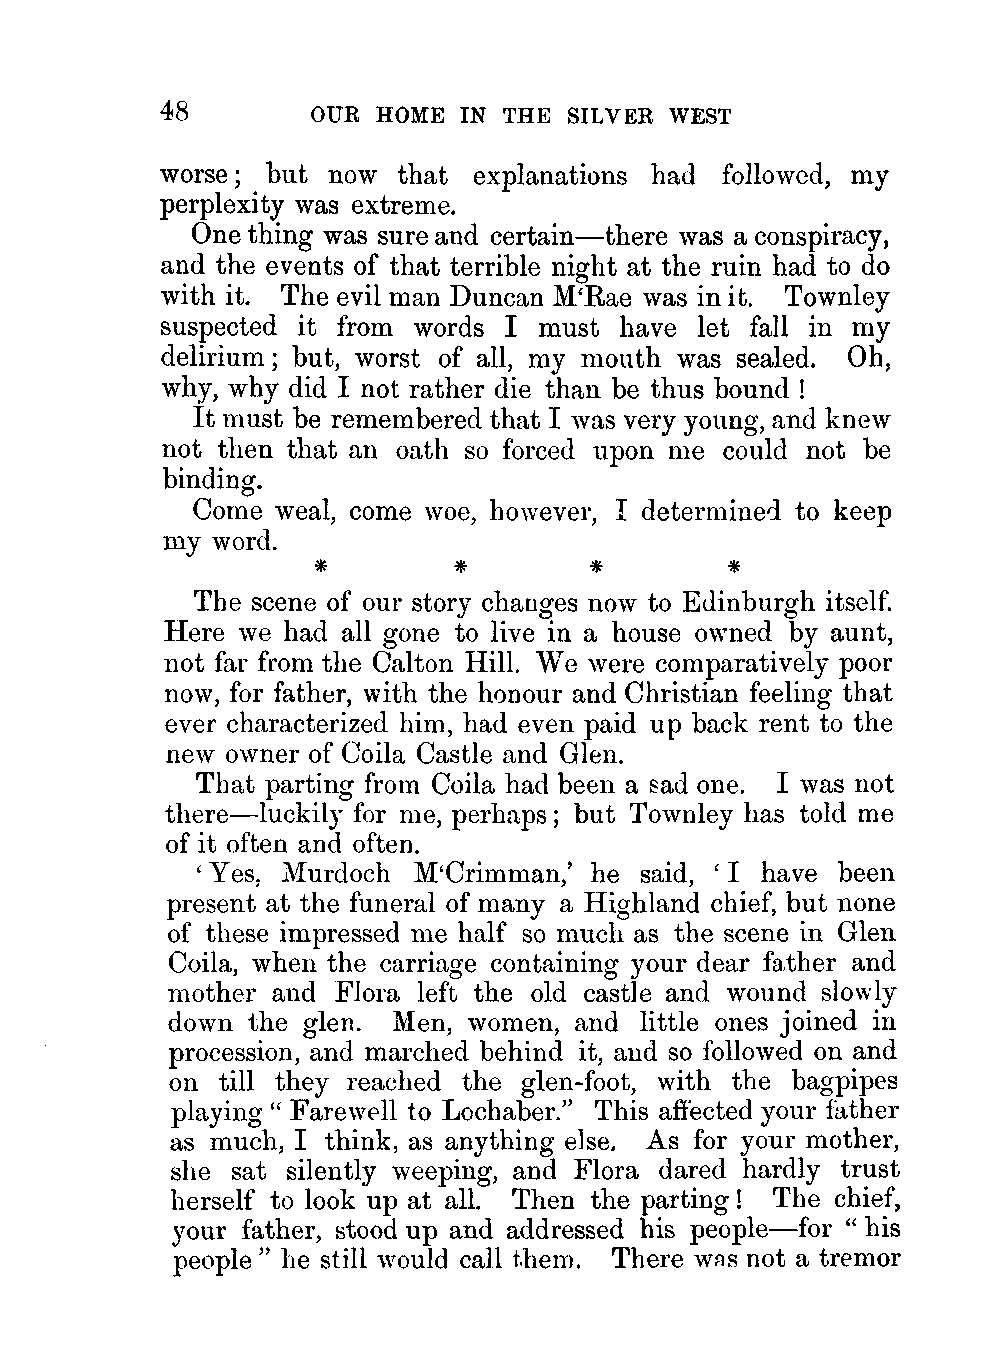 48 OUR HOME IN THE SILVER WEST
worse; but now that explanations had followed, my
perplexity was extreme.
One thing was sure and certain—there was a conspiracy,
and the events of that terrible night at the ruin had to do
with it. The evil man Duncan M‘Rae was in it. Townley
suspected it from words I must have let fall in my
delirium; but, worst of all, my mouth was sealed. Oh,
why, why did I not rather die than be thus bound!
It must be remembered that I was very young, and knew
not then that an oath so forced upon me could not be
binding.
Come weal, come woe, however, I determined to keep
my word.
* * * *
The scene of our story changes now to Edinburgh itself.
Here we had all gone to live in a house owned by aunt,
not far from the Calton Hill. We were comparatively poor
now, for father, with the honour and Christian feeling that
ever characterized him, had even paid up back rent to the
new owner of Coila Castle and Glen.
That parting from Coila had been a sad one. I was not
there—luckily for me, perhaps; but Townley has told me
of it often and often.
‘Yes, Murdoch M‘Crimman,’ he said, ‘I have been
present at the funeral of many a Highland chief, but none
of these impressed me half so much as the scene in Glen
Coila, when the carriage containing your dear father and
mother and Flora left the old castle and wound slowly
down the glen. Men, women, and little ones joined in
procession, and marched behind it, and so followed on and
on till they reached the glen-foot, with the bagpipes
playing “Farewell to Lochaber.” This affected your father
as much, I think, as anything else. As for your mother,
she sat silently weeping, and Flora dared hardly trust
herself to look up at all. Then the parting! The chief,
your father, stood up and addressed his people—for “his
people” he still would call them. There was not a tremor